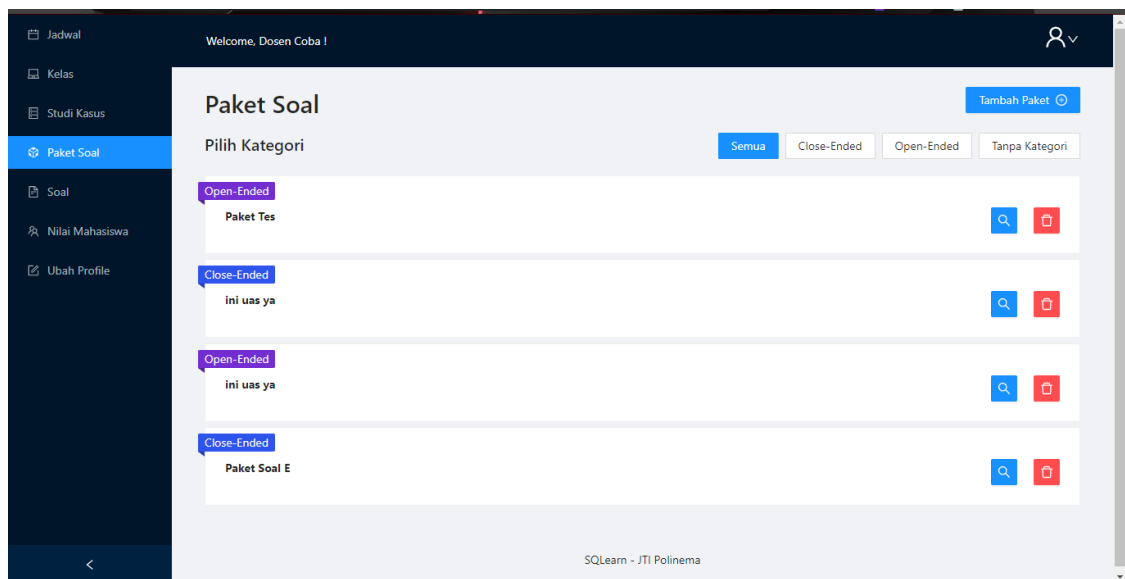 Jadwal
Kelas
Studi Kasus
Paket Soal
Soal
Nilai Mahasiswa
Ubah Profile
Welcome, Dosen Coba !
Paket Soal
Tambah Paket
Pilih Kategori
Semua Close-Ended Open-Ended Tanpa Kategori
Open-Ended
Paket Tes
Close-Ended
ini uas ya
Open-Ended
ini uas ya
Close-Ended
Paket Soal E
SQLearn - JTI Polinema